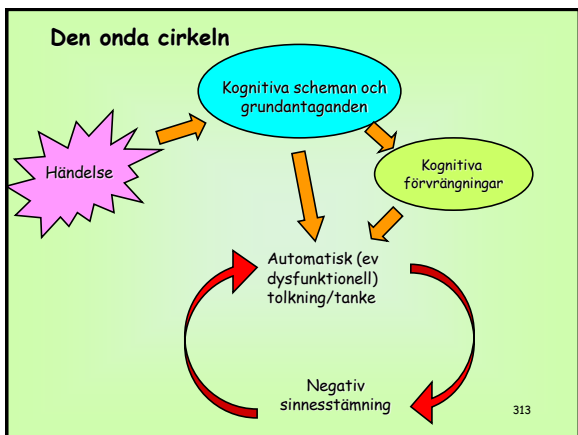 Den onda cirkeln
Kognitiva scheman och
grundantaganden
Händelse
Kognitiva
förvrängningar
Automatisk (ev
dysfunktionell)
tolkning/tanke
Negativ
sinnesstämning
313